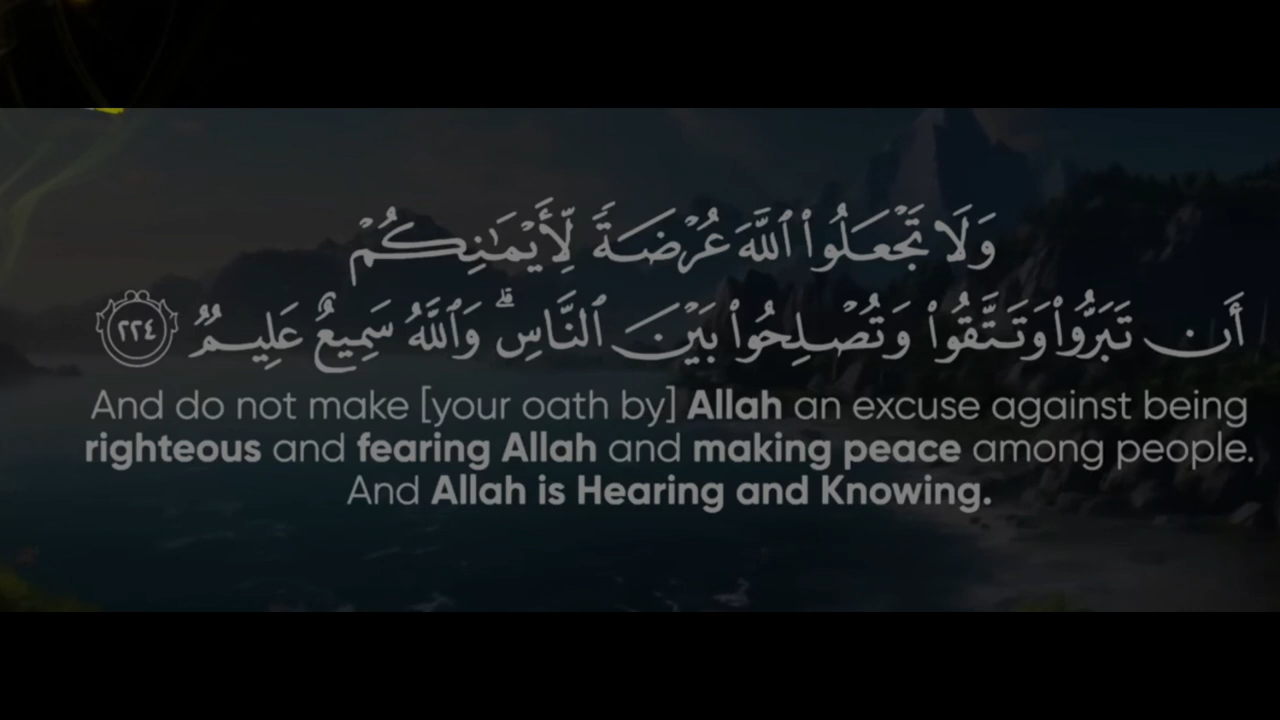 وَلَا تَجْعَلُوا۟ ٱللَّهَ عُرْضَةً لِّأَيْمَـٰنِكُمْ
أَن تَبَرُّوا۟ وَتَتَّقُوا۟ وَتُصْلِحُوا۟ بَيْنَ ٱلنَّاسِ ۗ وَٱللَّهُ سَمِيعٌ عَلِيمٌ ٢٢٤
And do not make [your oath by] Allah an excuse against being
righteous and fearing Allah and making peace among people.
And Allah is Hearing and Knowing.